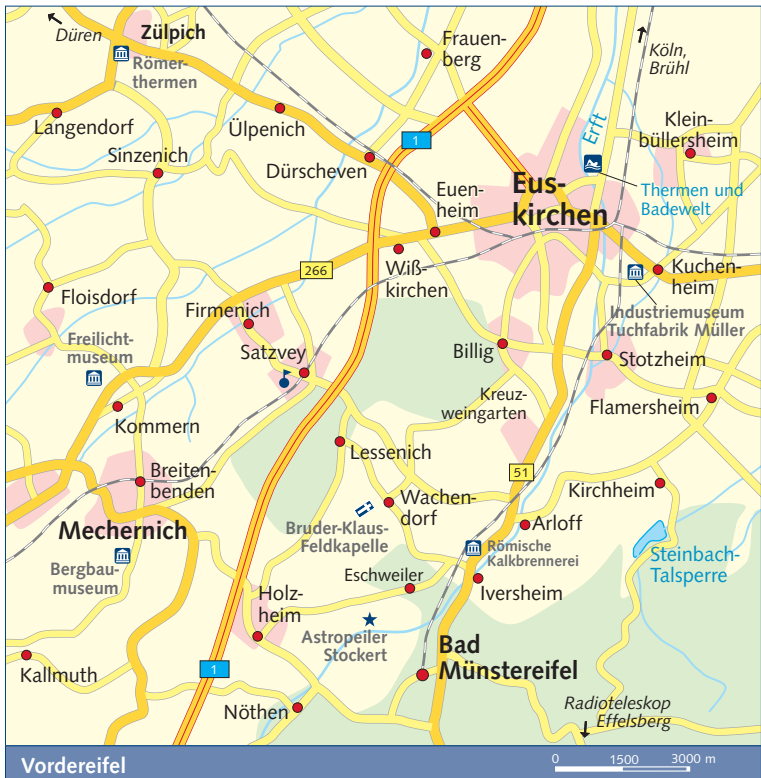 Düren
Zülpich
Römer-
thermen
Frauen-
berg
Köln,
Brühl
Langendorf
Ülpenich
Sinzenich
Dürscheven
1
Erft
Klein-
büllersheim
Euen-
heim
Eus-
kirchen
Thermen und
Badewelt
266
Wiß-
kirchen
Kuchen-
heim
Floisdorf
Firmenich
Industriemuseum
Tuchfabrik Müller
Freilicht-
museum
Satzvey
Billig
Stotzheim
Kommern
Kreuz-
weingarten
Flamersheim
Lessenich
Breiten-
benden
51
Kirchheim
Mechernich
Wachen-
dorf
Bruder-Klaus-
Feldkapelle
Arloff
Römische
Kalkbrennerei
Steinbach-
Talsperre
Bergbau-
museum
Eschweiler
Iversheim
Holz-
heim
Astropeiler
Stockert
Bad
Münstereifel
Kallmuth
1
Nöthen
Radioteleskop
Effelsberg
Vordereifel
0 1500 3000 m